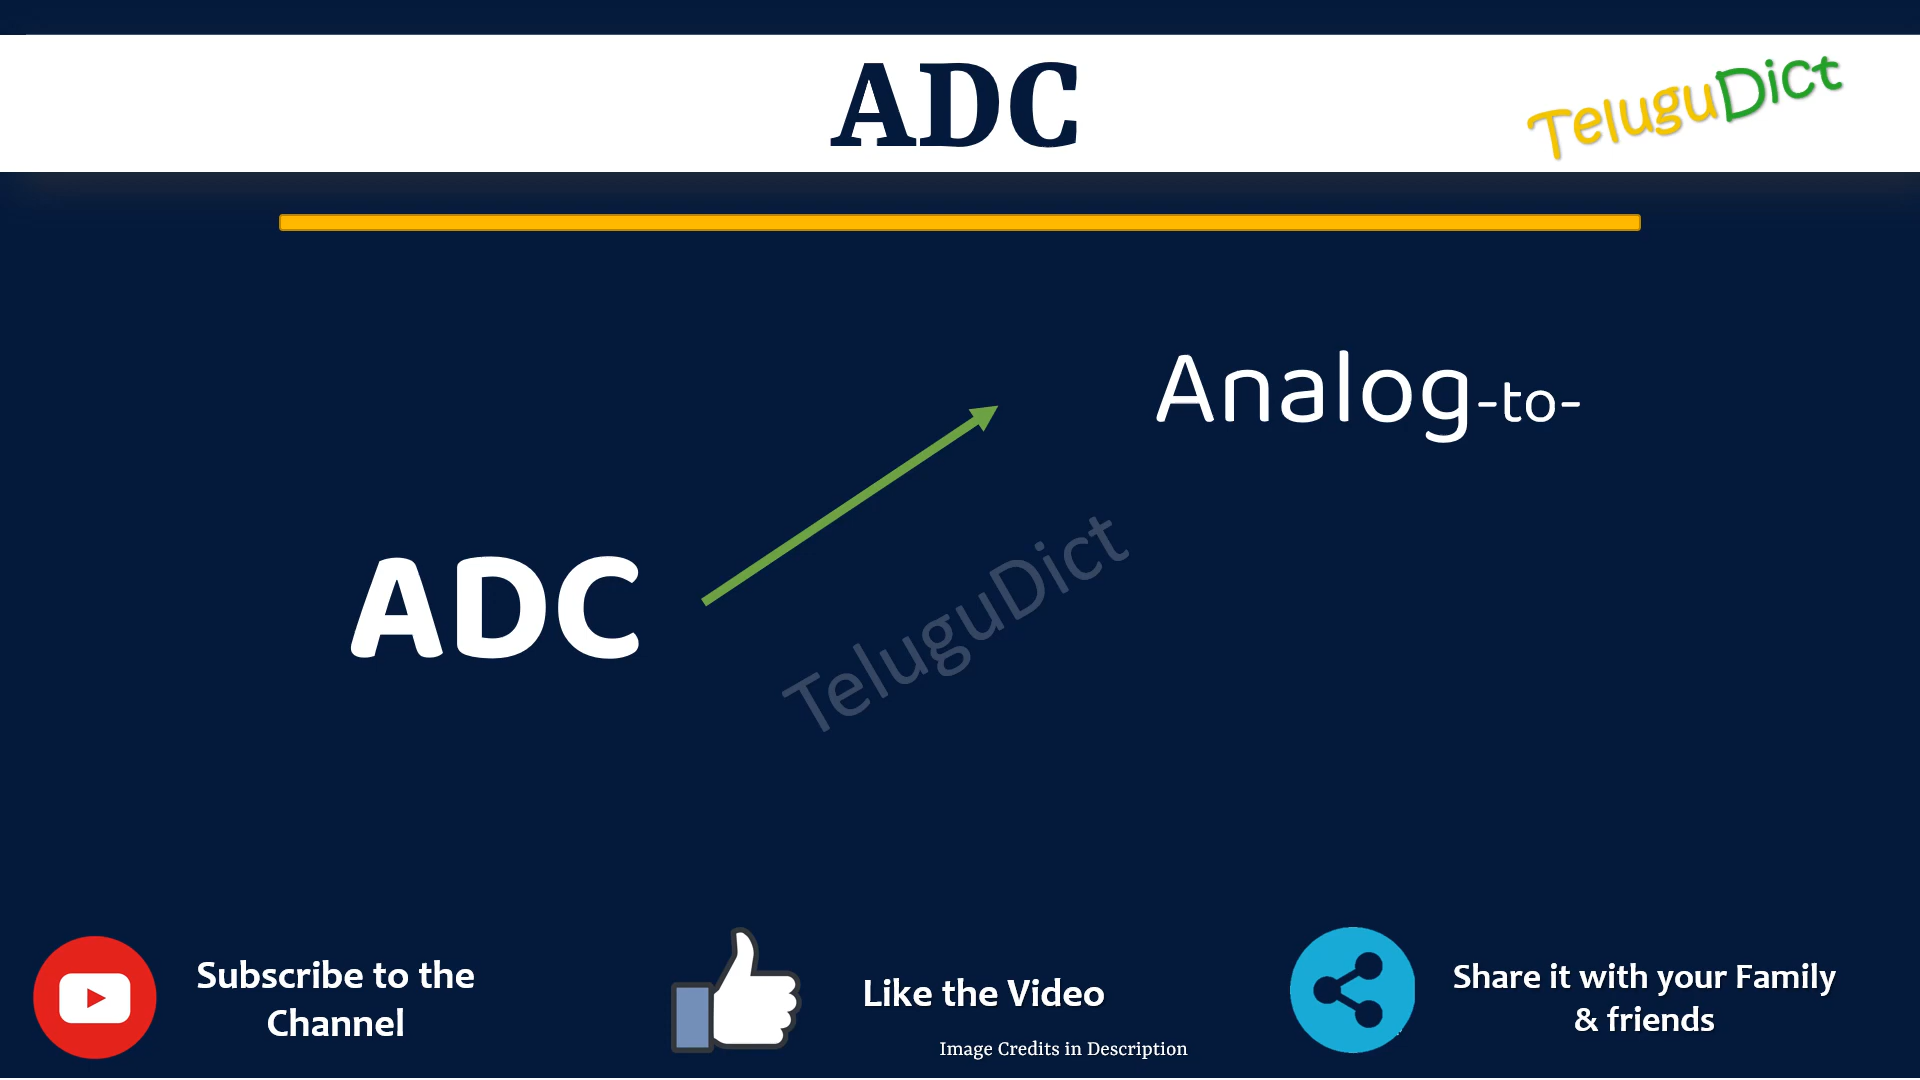 ADC
TeluguDict
Analog-to-
ADC
TeluguDict
Subscribe to the
Channel
Like the Video
Share it with your Family
& friends
Image Credits in Description